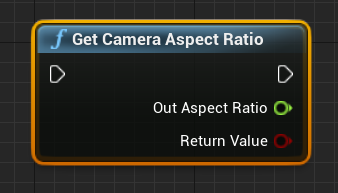 f Get Camera Aspect Ratio
Out Aspect Ratio
Return Value